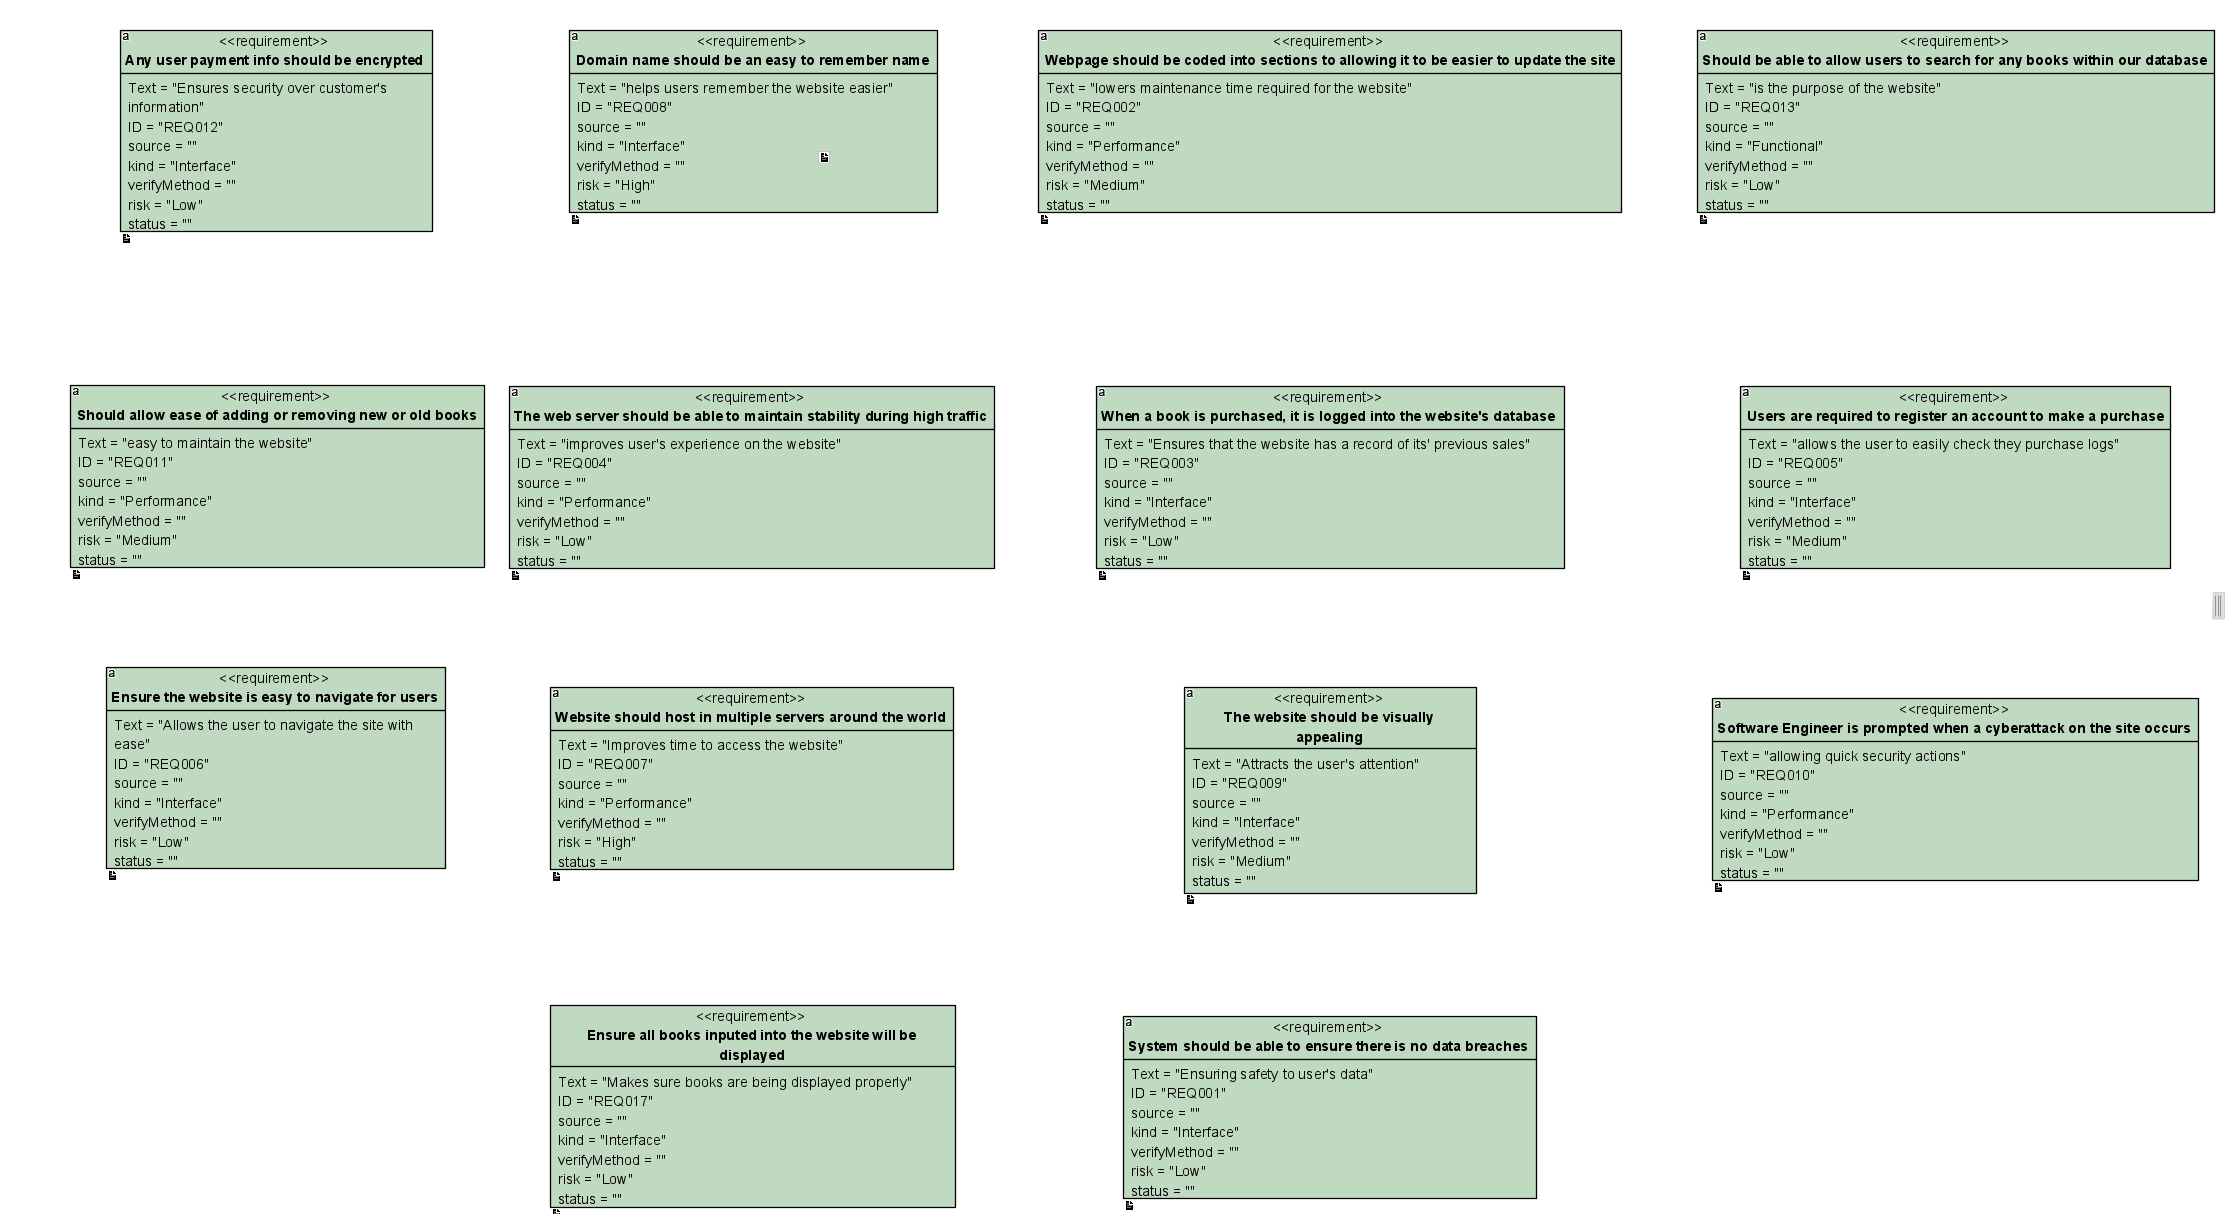 a
<<requirement>>
Any user payment info should be encrypted
Text = "Ensures security over customer's
information"
ID = "REQ012"
source = ""
kind = "Interface"
verifyMethod = ""
risk = "Low"
status = ""
a
<<requirement>>
Domain name should be an easy to remember name
Text = "helps users remember the website easier"
ID = "REQ008"
source = ""
kind = "Interface"
verifyMethod = ""
risk = "High"
status = ""
a
<<requirement>>
Webpage should be coded into sections to allowing it to be easier to update the site
Text = "lowers maintenance time required for the website"
ID = "REQ002"
source = ""
kind = "Performance"
verifyMethod = ""
risk = "Medium"
status = ""
a
<<requirement>>
Should be able to allow users to search for any books within our database
Text = "is the purpose of the website"
ID = "REQ013"
source = ""
kind = "Functional"
verifyMethod = ""
risk = "Low"
status = ""
a
<<requirement>>
Should allow ease of adding or removing new or old books
Text = "easy to maintain the website"
ID = "REQ011"
source = ""
kind = "Performance"
verifyMethod = ""
risk = "Medium"
status = ""
a
<<requirement>>
The web server should be able to maintain stability during high traffic
Text = "improves user's experience on the website"
ID = "REQ004"
source = ""
kind = "Performance"
verifyMethod = ""
risk = "Low"
status = ""
a
<<requirement>>
When a book is purchased, it is logged into the website's database
Text = "Ensures that the website has a record of its' previous sales"
ID = "REQ003"
source = ""
kind = "Interface"
verifyMethod = ""
risk = "Low"
status = ""
a
<<requirement>>
Users are required to register an account to make a purchase
Text = "allows the user to easily check they purchase logs"
ID = "REQ005"
source = ""
kind = "Interface"
verifyMethod = ""
risk = "Medium"
status = ""
a
<<requirement>>
Ensure the website is easy to navigate for users
Text = "Allows the user to navigate the site with
ease"
ID = "REQ006"
source = ""
kind = "Interface"
verifyMethod = ""
risk = "Low"
status = ""
a
<<requirement>>
Website should host in multiple servers around the world
Text = "Improves time to access the website"
ID = "REQ007"
source = ""
kind = "Performance"
verifyMethod = ""
risk = "High"
status = ""
a
<<requirement>>
The website should be visually
appealing
Text = "Attracts the user's attention"
ID = "REQ009"
source = ""
kind = "Interface"
verifyMethod = ""
risk = "Medium"
status = ""
a
<<requirement>>
Software Engineer is prompted when a cyberattack on the site occurs
Text = "allowing quick security actions"
ID = "REQ010"
source = ""
kind = "Performance"
verifyMethod = ""
risk = "Low"
status = ""
<<requirement>>
Ensure all books inputed into the website will be
displayed
Text = "Makes sure books are being displayed properly"
ID = "REQ017"
source = ""
kind = "Interface"
verifyMethod = ""
risk = "Low"
status = ""
a
<<requirement>>
System should be able to ensure there is no data breaches
Text = "Ensuring safety to user's data"
ID = "REQ001"
source = ""
kind = "Interface"
verifyMethod = ""
risk = "Low"
status = ""